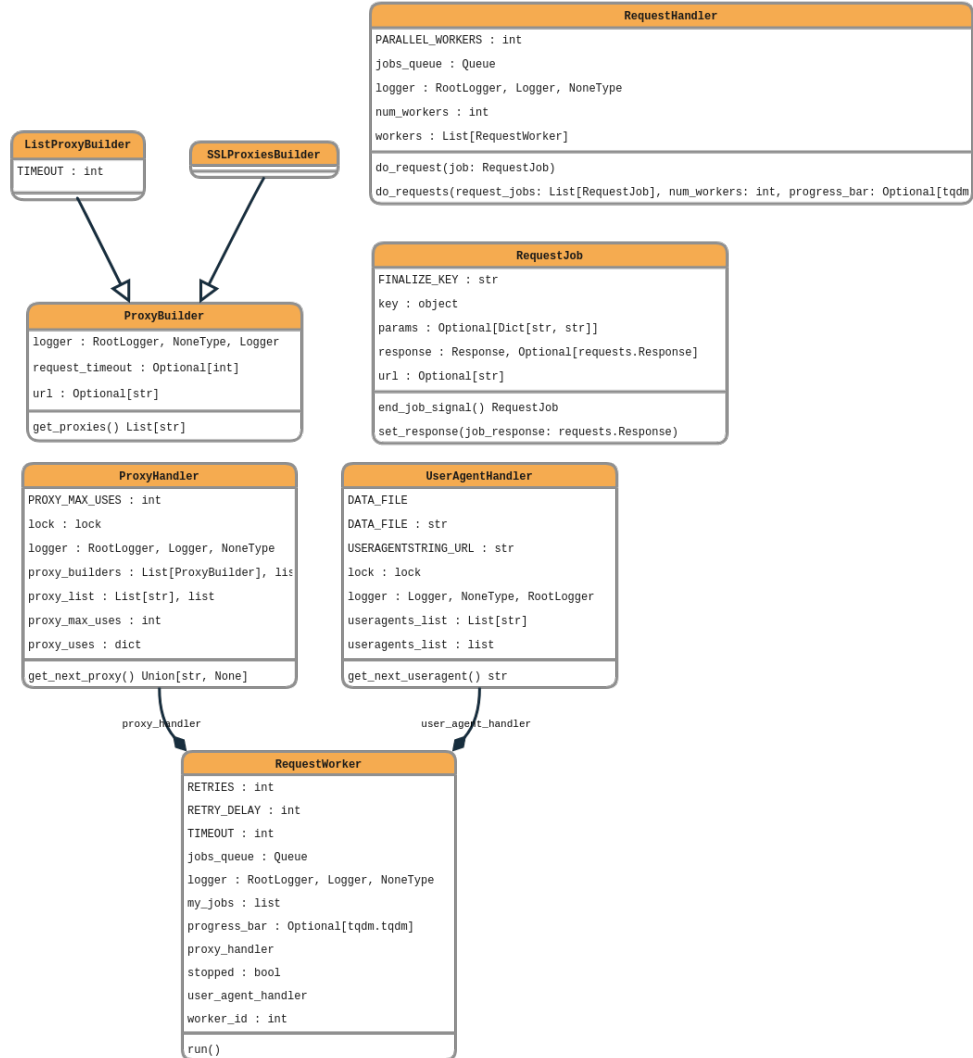 RequestHandler
PARALLEL_WORKERS : int
jobs_queue : Queue
logger : RootLogger, Logger, NoneType
num_workers : int
workers : List[RequestWorker]
do_request(job: RequestJob)
do_requests(request_jobs: List[RequestJob], num_workers: int, progress_bar: Optional[tqdm
ListProxyBuilder
TIMEOUT : int
SSLProxiesBuilder
RequestJob
FINALIZE_KEY : str
key : object
params : Optional[Dict[str, str]]
response : Response, Optional[requests.Response]
url : Optional[str]
end_job_signal() RequestJob
set_response(job_response: requests.Response)
ProxyBuilder
logger : RootLogger, NoneType, Logger
request_timeout : Optional[int]
url : Optional[str]
get_proxies() List[str]
ProxyHandler
PROXY_MAX_USES : int
lock : lock
logger : RootLogger, Logger, NoneType
proxy_builders : List[ProxyBuilder], lis
proxy_list : List[str], list
proxy_max_uses : int
proxy_uses : dict
get_next_proxy() Union[str, None]
UserAgentHandler
DATA_FILE
DATA_FILE : str
USERAGENTSTRING_URL : str
lock : lock
logger : Logger, NoneType, RootLogger
useragents_list : List[str]
useragents_list : list
get_next_useragent() str
proxy_handler
user_agent_handler
RequestWorker
RETRIES : int
RETRY_DELAY : int
TIMEOUT : int
jobs_queue : Queue
logger : RootLogger, Logger, NoneType
my_jobs : list
progress_bar : Optional[tqdm.tqdm]
proxy_handler
stopped : bool
user_agent_handler
worker_id : int
run()